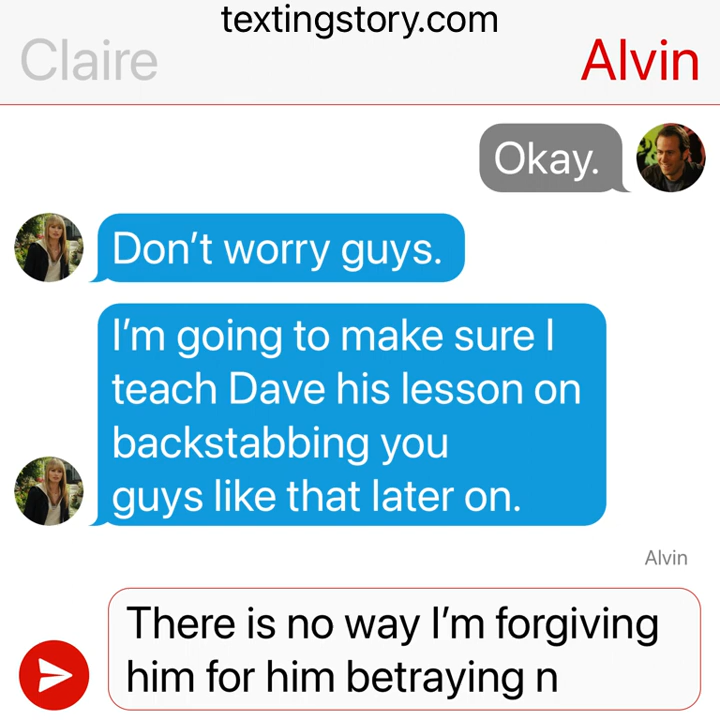 textingstory.com
Claire
Alvin
Okay.
Don’t worry guys.
I’m going to make sure I
teach Dave his lesson on
backstabbing you
guys like that later on.
Alvin
There is no way I’m forgiving
him for him betraying n